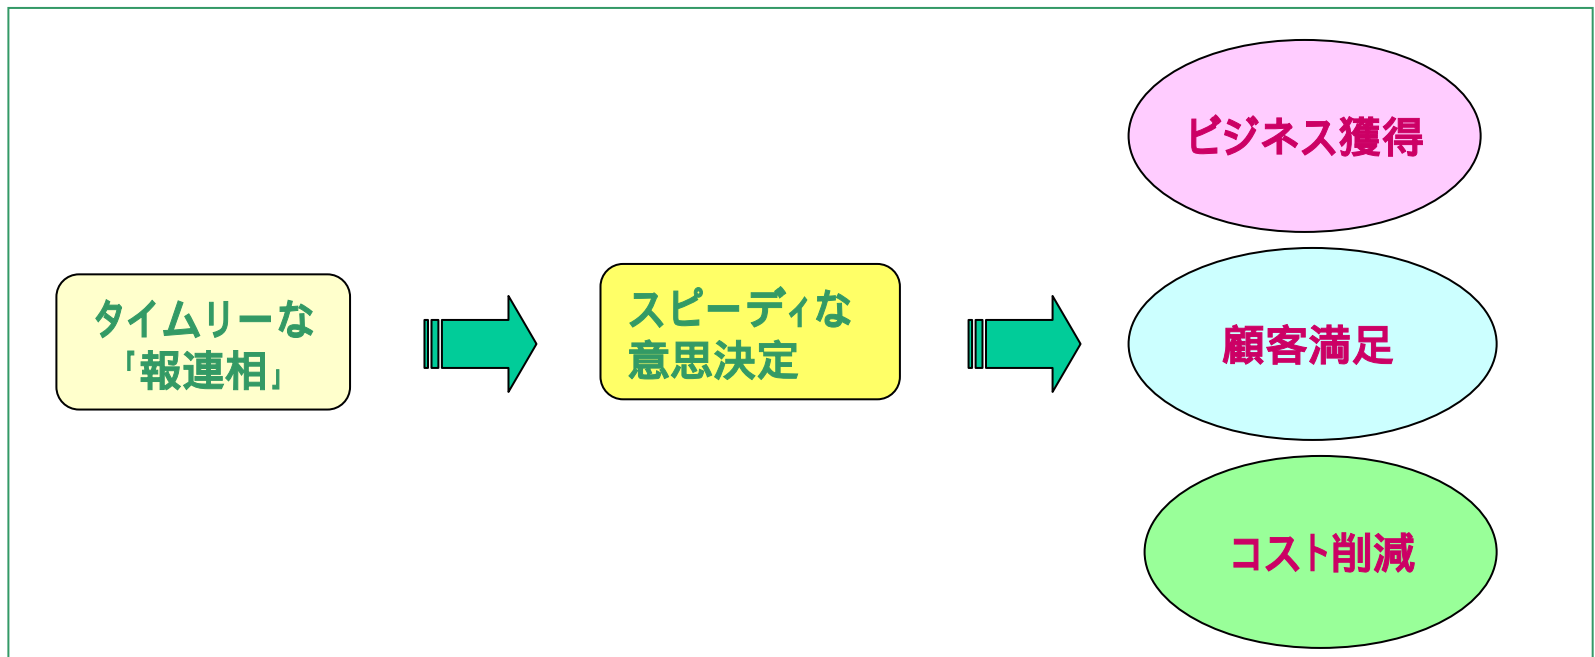 タイムリーな
「報連相」
スピーディな
意思決定
ビジネス獲得
顧客満足
コスト削減